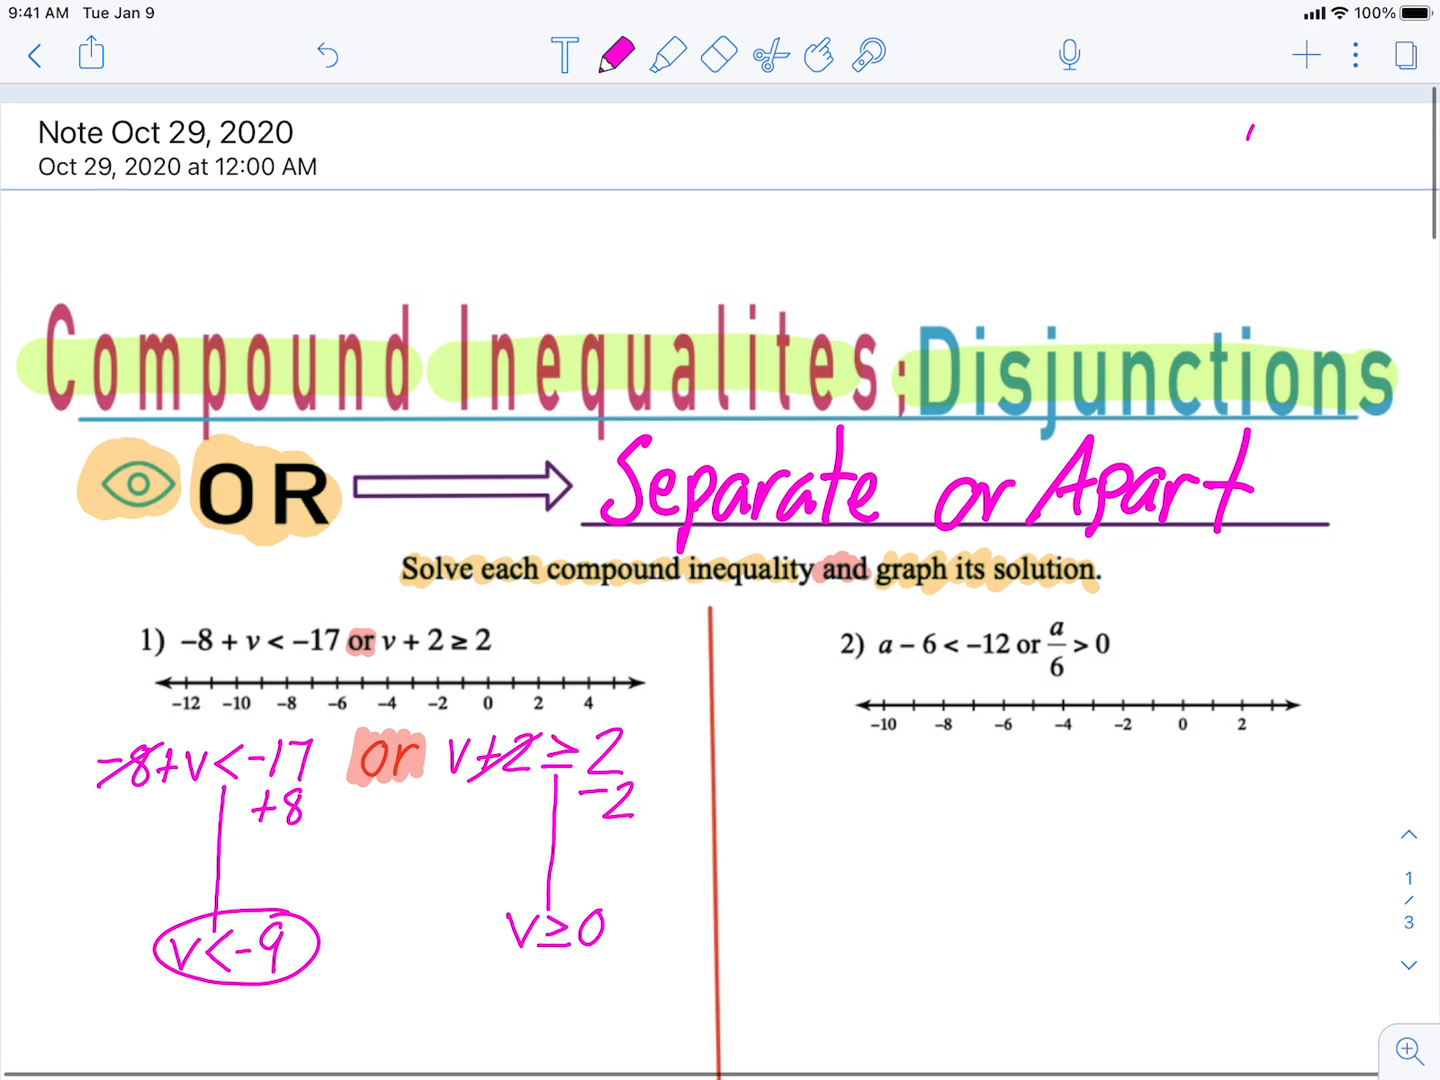 9:41 AM Tue Jan 9
100%
Note Oct 29, 2020
Oct 29, 2020 at 12:00 AM
Compound Inequalites: Disjunctions
OR Separate or Apart
Solve each compound inequality and graph its solution.
1) −8 + v < −17 or v + 2 ≥ 2
−12 −10 −8 −6 −4 −2 0 2 4
-8+v<-17 or v+2≥2
+8 -2
v<-9 v≥0
2) a − 6 < −12 or a/6 > 0
−10 −8 −6 −4 −2 0 2
1
/
3